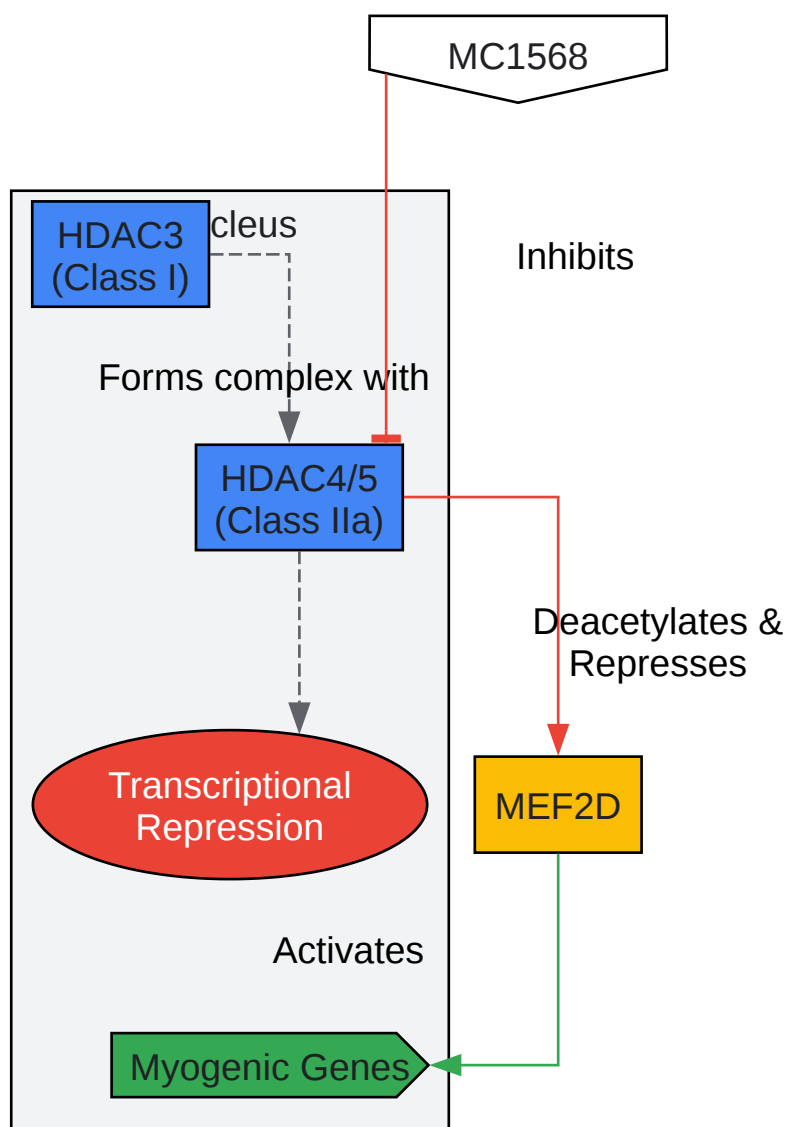 MC1568
HDAC3
(Class I)
cleus
Inhibits
Forms complex with
HDAC4/5
(Class IIa)
Deacetylates &
Represses
Transcriptional
Repression
MEF2D
Activates
Myogenic Genes